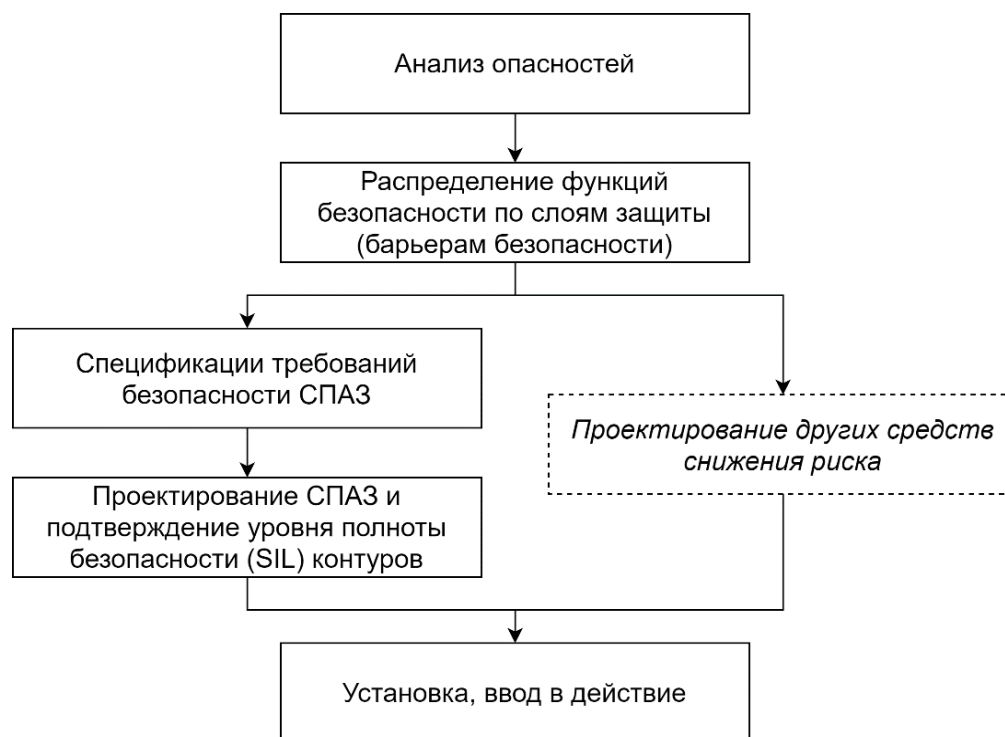 Анализ опасностей
Распределение функций
безопасности по слоям защиты
(барьерам безопасности)
Спецификации требований
безопасности СПАЗ
Проектирование других средств
снижения риска
Проектирование СПАЗ и
подтверждение уровня полноты
безопасности (SIL) контуров
Установка, ввод в действие